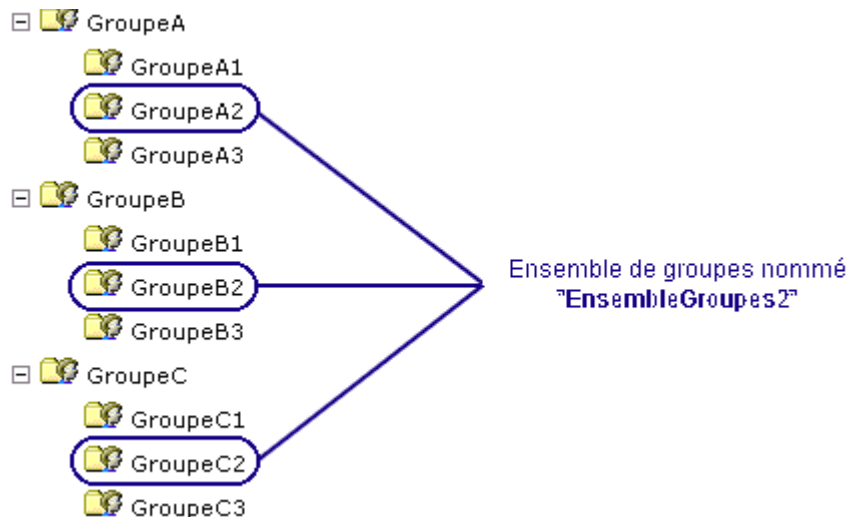 GroupeA
GroupeA1
GroupeA2
GroupeA3
GroupeB
GroupeB1
GroupeB2
GroupeB3
GroupeC
GroupeC1
GroupeC2
GroupeC3
Ensemble de groupes nommé
"EnsembleGroupes2"